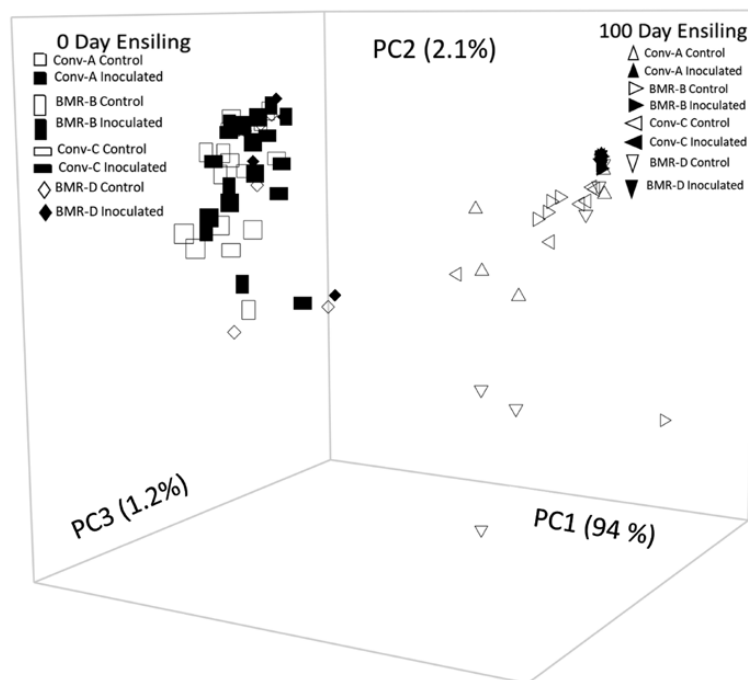 0 Day Ensiling
Conv-A Control
Conv-A Inoculated
BMR-B Control
BMR-B Inoculated
Conv-C Control
Conv-C Inoculated
BMR-D Control
BMR-D Inoculated
PC2 (2.1%)
100 Day Ensiling
Conv-A Control
Conv-A Inoculated
BMR-B Control
BMR-B Inoculated
Conv-C Control
Conv-C Inoculated
BMR-D Control
BMR-D Inoculated
PC3 (1.2%)
PC1 (94 %)